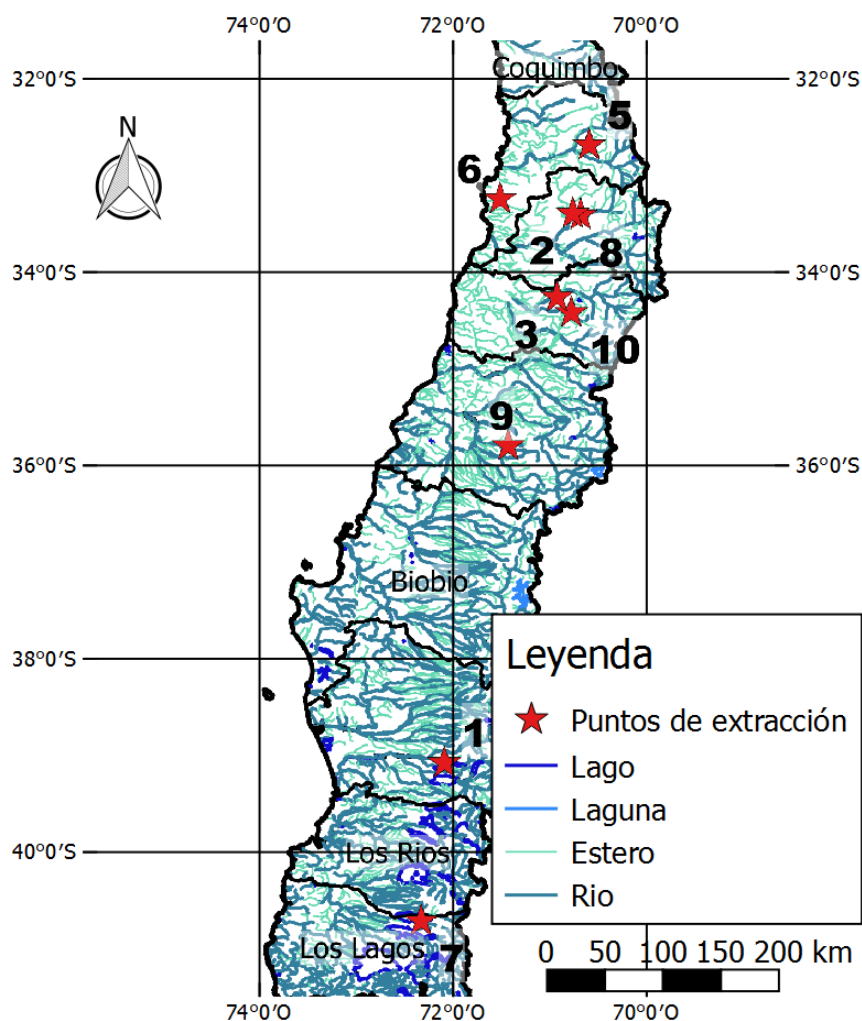 74°0'O 72°0'O 70°0'O
32°0'S 32°0'S
Coquimbo
5
N
6
2 8
34°0'S 34°0'S
3 10
9
36°0'S 36°0'S
Biobio
Leyenda
38°0'S
Puntos de extracción
1
Lago
Laguna
40°0'S
Los Rios
Estero
Rio
Los Lagos
7
0 50 100 150 200 km
74°0'O 72°0'O 70°0'O